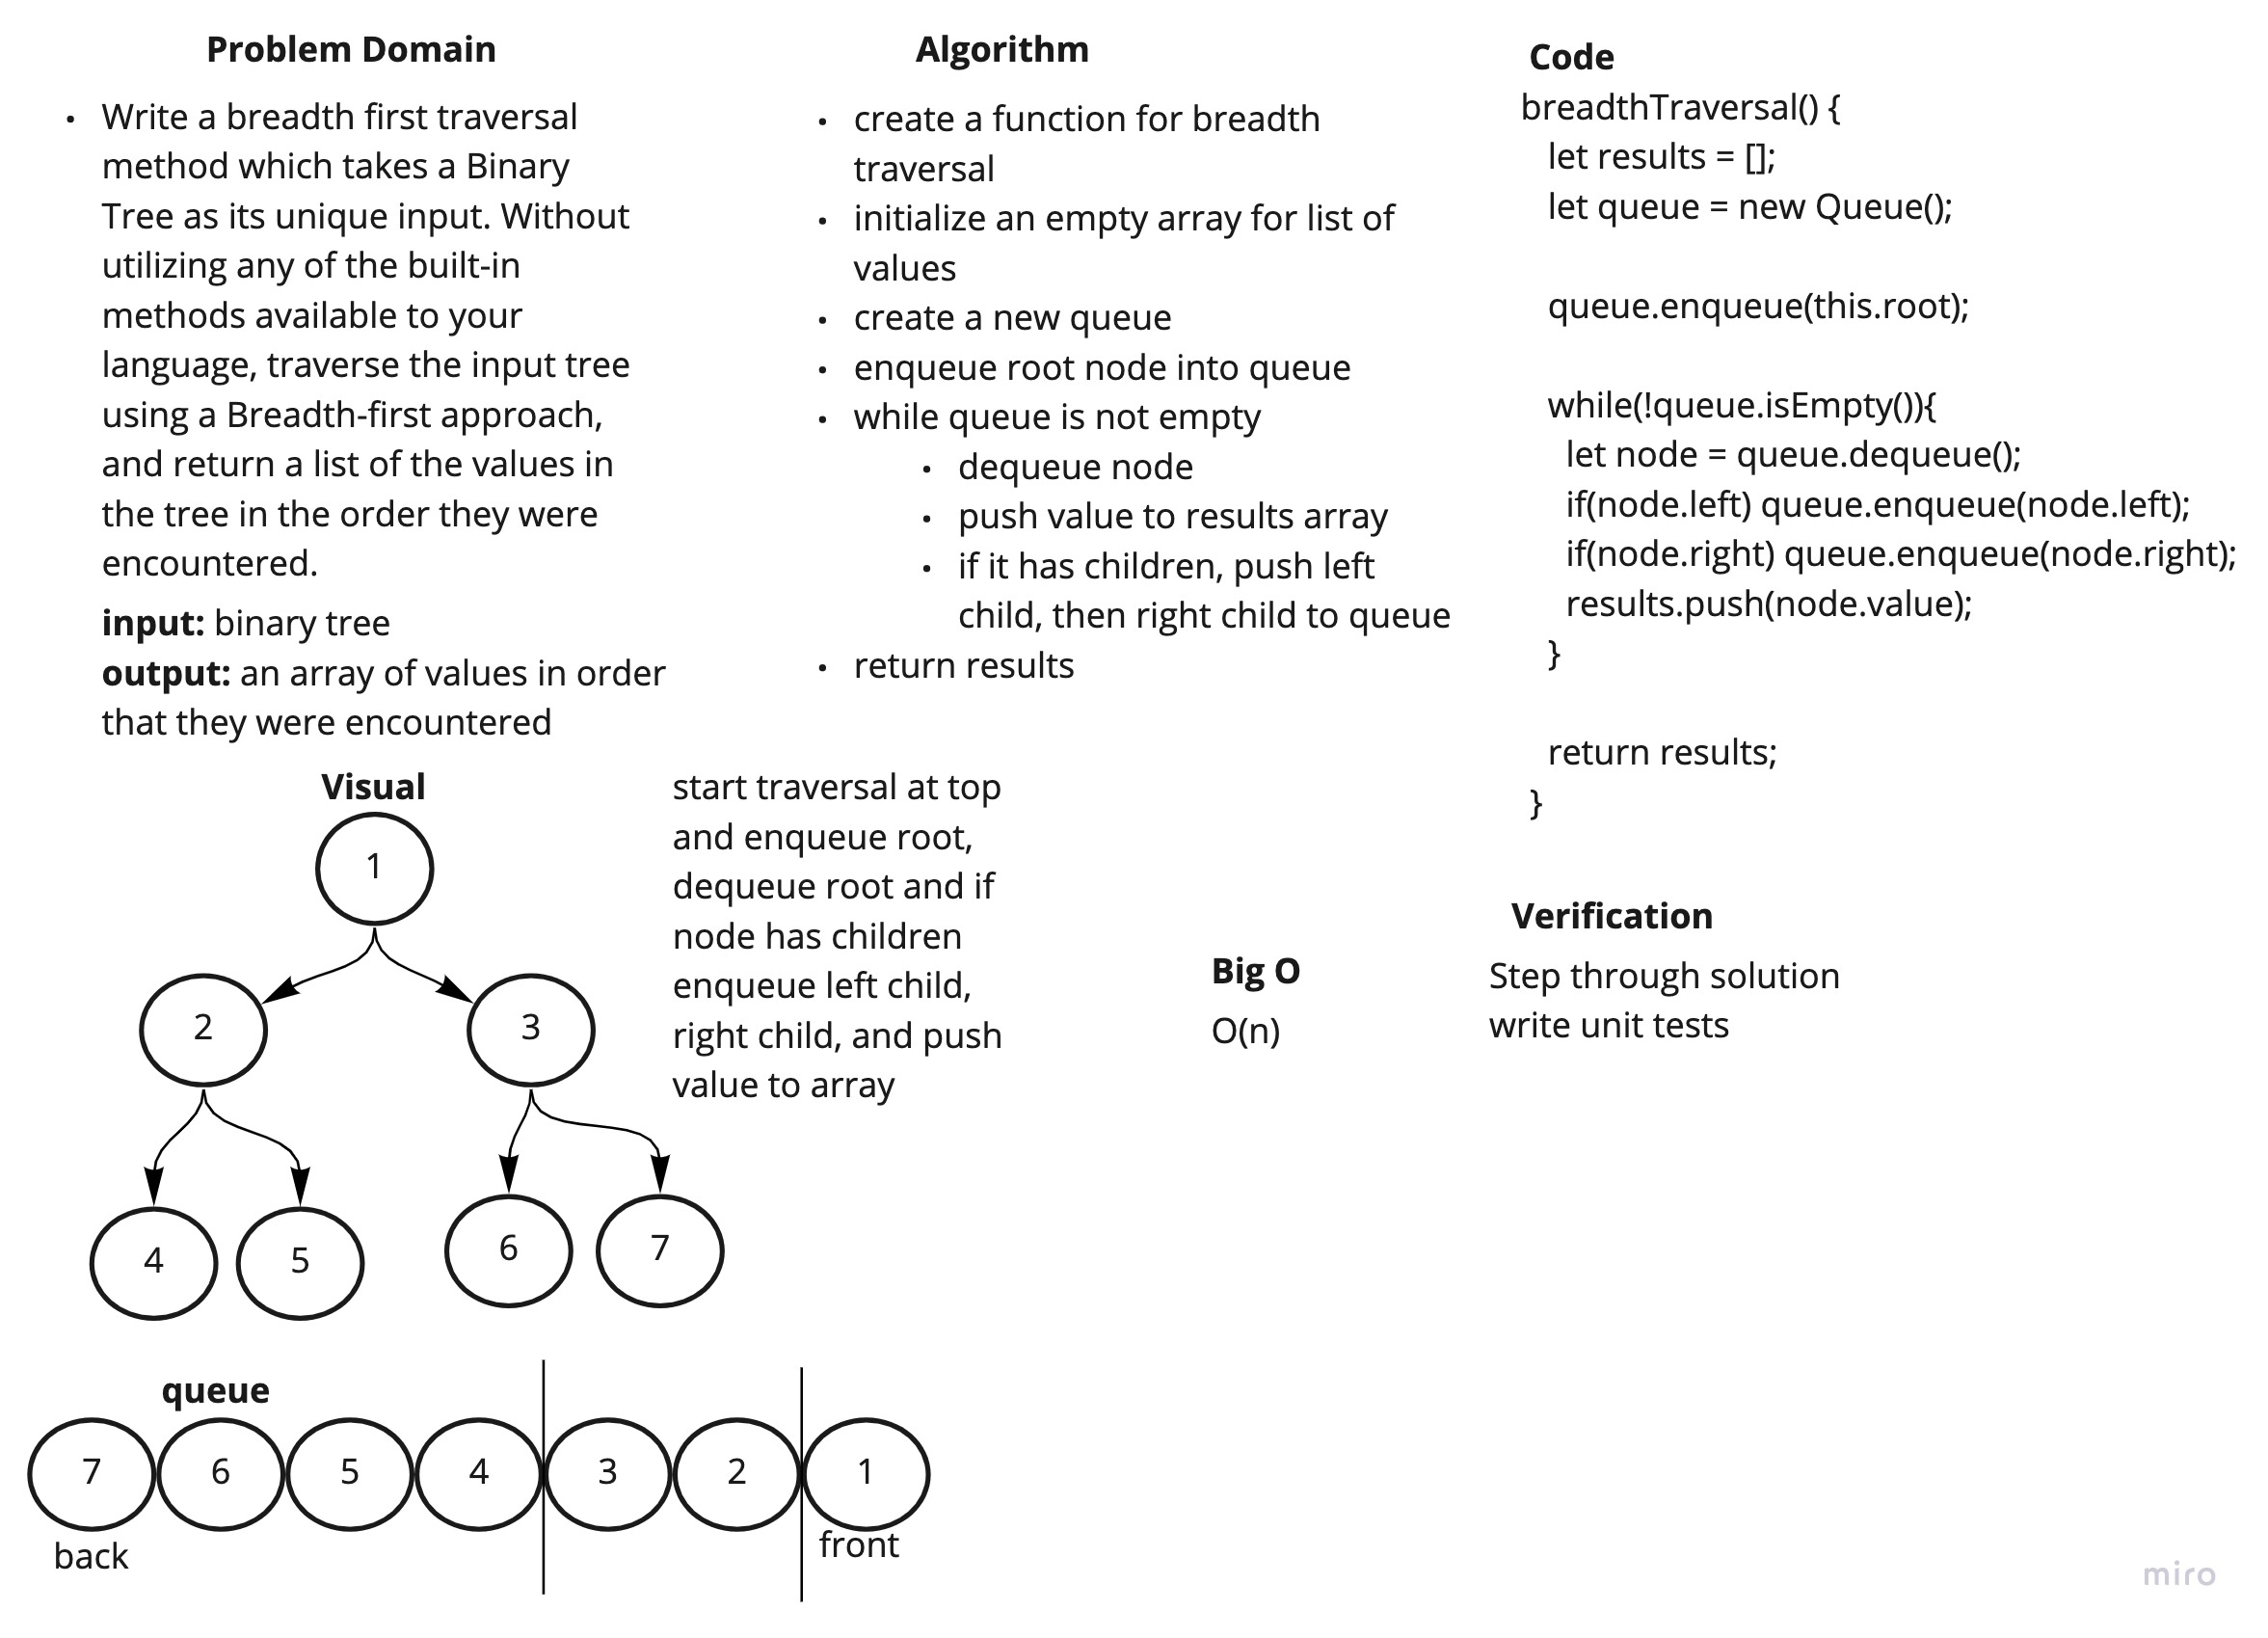 Problem Domain
• Write a breadth first traversal
method which takes a Binary
Tree as its unique input. Without
utilizing any of the built-in
methods available to your
language, traverse the input tree
using a Breadth-first approach,
and return a list of the values in
the tree in the order they were
encountered.
input: binary tree
output: an array of values in order
that they were encountered
Algorithm
• create a function for breadth
traversal
• initialize an empty array for list of
values
• create a new queue
• enqueue root node into queue
• while queue is not empty
• dequeue node
• push value to results array
• if it has children, push left
child, then right child to queue
• return results
Code
breadthTraversal() {
let results = [];
let queue = new Queue();
queue.enqueue(this.root);
while(!queue.isEmpty()){
let node = queue.dequeue();
if(node.left) queue.enqueue(node.left);
if(node.right) queue.enqueue(node.right);
results.push(node.value);
}
return results;
}
Visual
1
2 3
4 5 6 7
start traversal at top
and enqueue root,
dequeue root and if
node has children
enqueue left child,
right child, and push
value to array
Big O
O(n)
Verification
Step through solution
write unit tests
queue
7 6 5 4 3 2 1
back front
miro